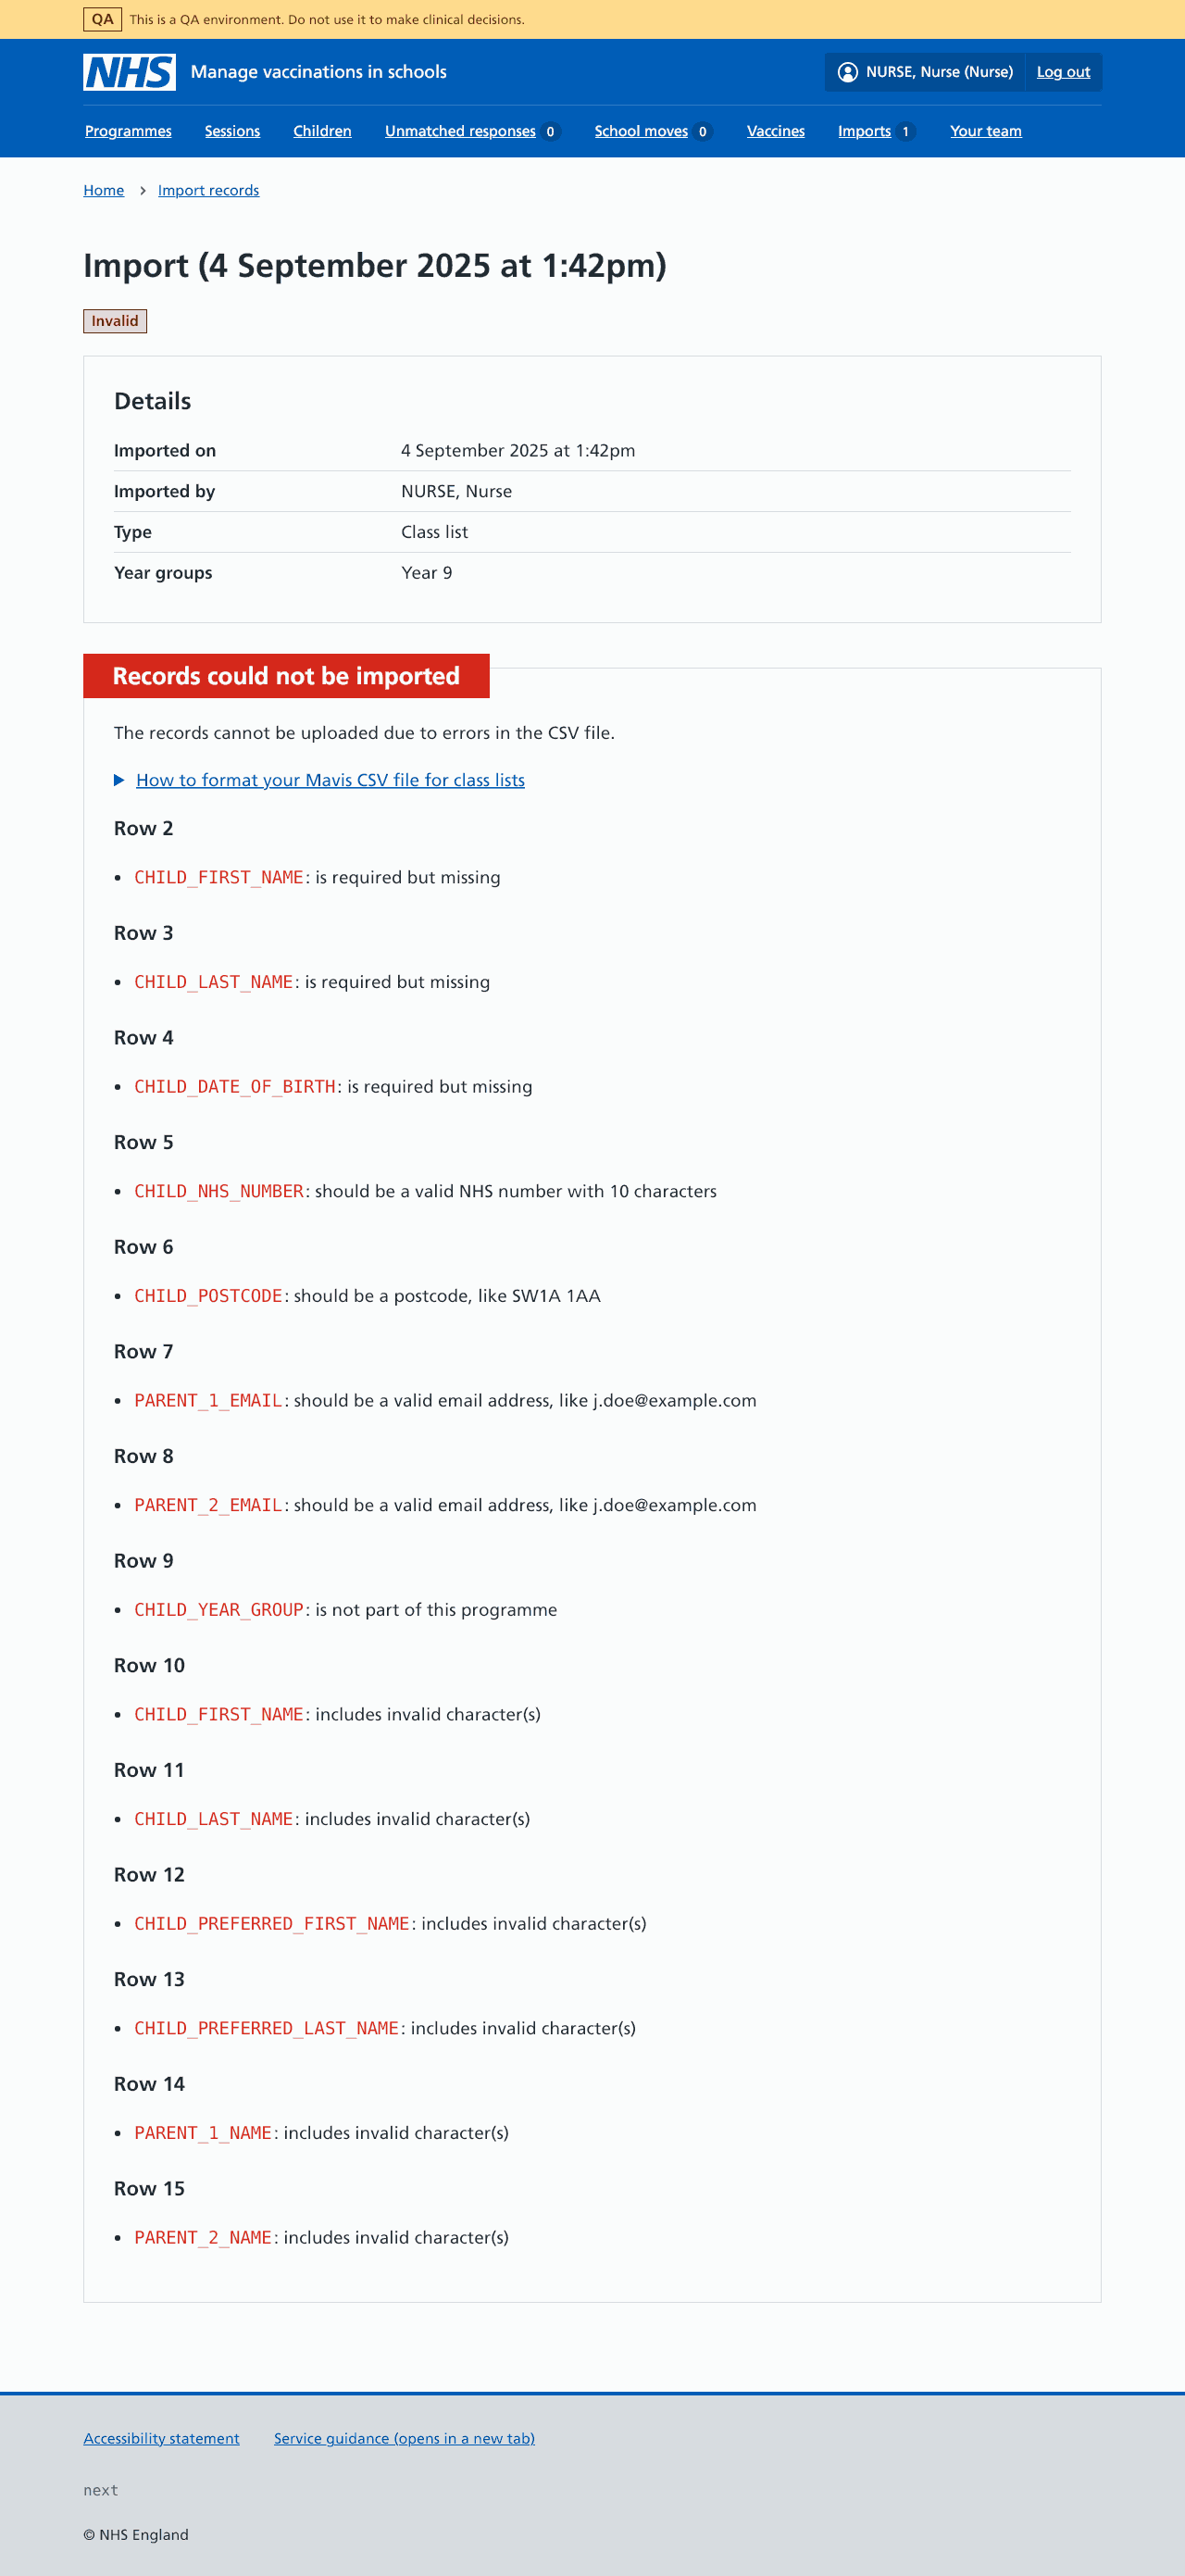 QA This is a QA environment. Do not use it to make clinical decisions.
NHS Manage vaccinations in schools NURSE, Nurse (Nurse) Log out
Programmes Sessions Children Unmatched responses 0 School moves 0 Vaccines Imports 1 Your team
Home › Import records
Import (4 September 2025 at 1:42pm)
Invalid
Details
Imported on 4 September 2025 at 1:42pm
Imported by NURSE, Nurse
Type Class list
Year groups Year 9
Records could not be imported
The records cannot be uploaded due to errors in the CSV file.
How to format your Mavis CSV file for class lists
Row 2
• CHILD_FIRST_NAME: is required but missing
Row 3
• CHILD_LAST_NAME: is required but missing
Row 4
• CHILD_DATE_OF_BIRTH: is required but missing
Row 5
• CHILD_NHS_NUMBER: should be a valid NHS number with 10 characters
Row 6
• CHILD_POSTCODE: should be a postcode, like SW1A 1AA
Row 7
• PARENT_1_EMAIL: should be a valid email address, like j.doe@example.com
Row 8
• PARENT_2_EMAIL: should be a valid email address, like j.doe@example.com
Row 9
• CHILD_YEAR_GROUP: is not part of this programme
Row 10
• CHILD_FIRST_NAME: includes invalid character(s)
Row 11
• CHILD_LAST_NAME: includes invalid character(s)
Row 12
• CHILD_PREFERRED_FIRST_NAME: includes invalid character(s)
Row 13
• CHILD_PREFERRED_LAST_NAME: includes invalid character(s)
Row 14
• PARENT_1_NAME: includes invalid character(s)
Row 15
• PARENT_2_NAME: includes invalid character(s)
Accessibility statement Service guidance (opens in a new tab)
next
© NHS England